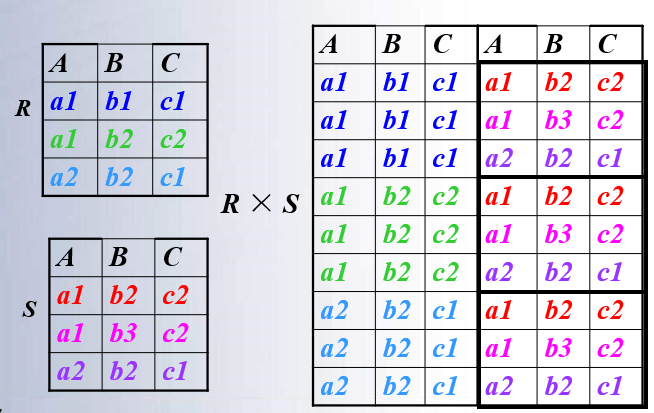 R
A B C
a1 b1 c1
a1 b2 c2
a2 b2 c1
S
A B C
a1 b2 c2
a1 b3 c2
a2 b2 c1
R × S
A B C A B C
a1 b1 c1 a1 b2 c2
a1 b1 c1 a1 b3 c2
a1 b1 c1 a2 b2 c1
a1 b2 c2 a1 b2 c2
a1 b2 c2 a1 b3 c2
a1 b2 c2 a2 b2 c1
a2 b2 c1 a1 b2 c2
a2 b2 c1 a1 b3 c2
a2 b2 c1 a2 b2 c1